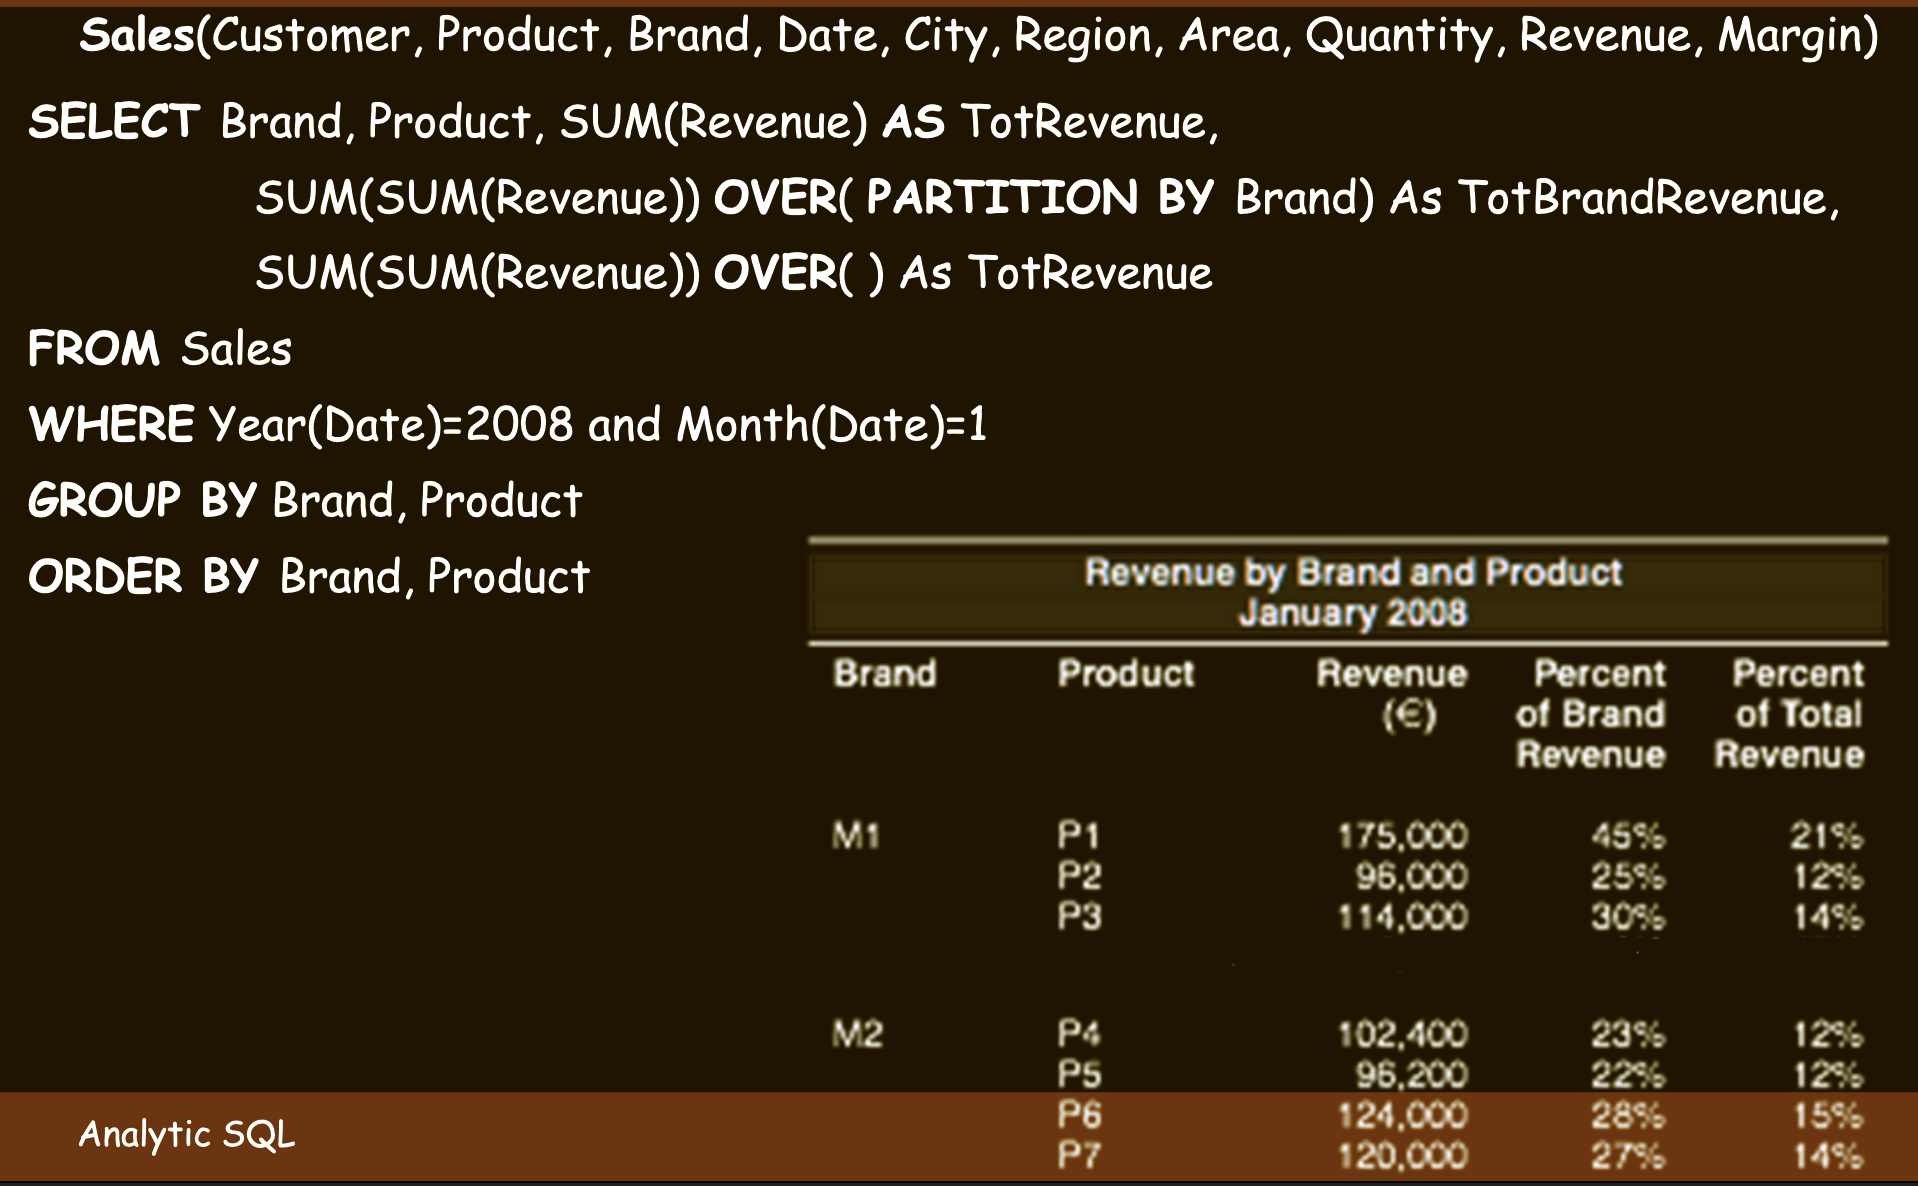 Sales(Customer, Product, Brand, Date, City, Region, Area, Quantity, Revenue, Margin)
SELECT Brand, Product, SUM(Revenue) AS TotRevenue,
SUM(SUM(Revenue)) OVER( PARTITION BY Brand) As TotBrandRevenue,
SUM(SUM(Revenue)) OVER( ) As TotRevenue
FROM Sales
WHERE Year(Date)=2008 and Month(Date)=1
GROUP BY Brand, Product
ORDER BY Brand, Product
Revenue by Brand and Product
January 2008
Brand Product Revenue Percent Percent
(€) of Brand of Total
Revenue Revenue
M1 P1 175,000 45% 21%
P2 96,000 25% 12%
P3 114,000 30% 14%
M2 P4 102,400 23% 12%
P5 96,200 22% 12%
P6 124,000 28% 15%
P7 120,000 27% 14%
Analytic SQL